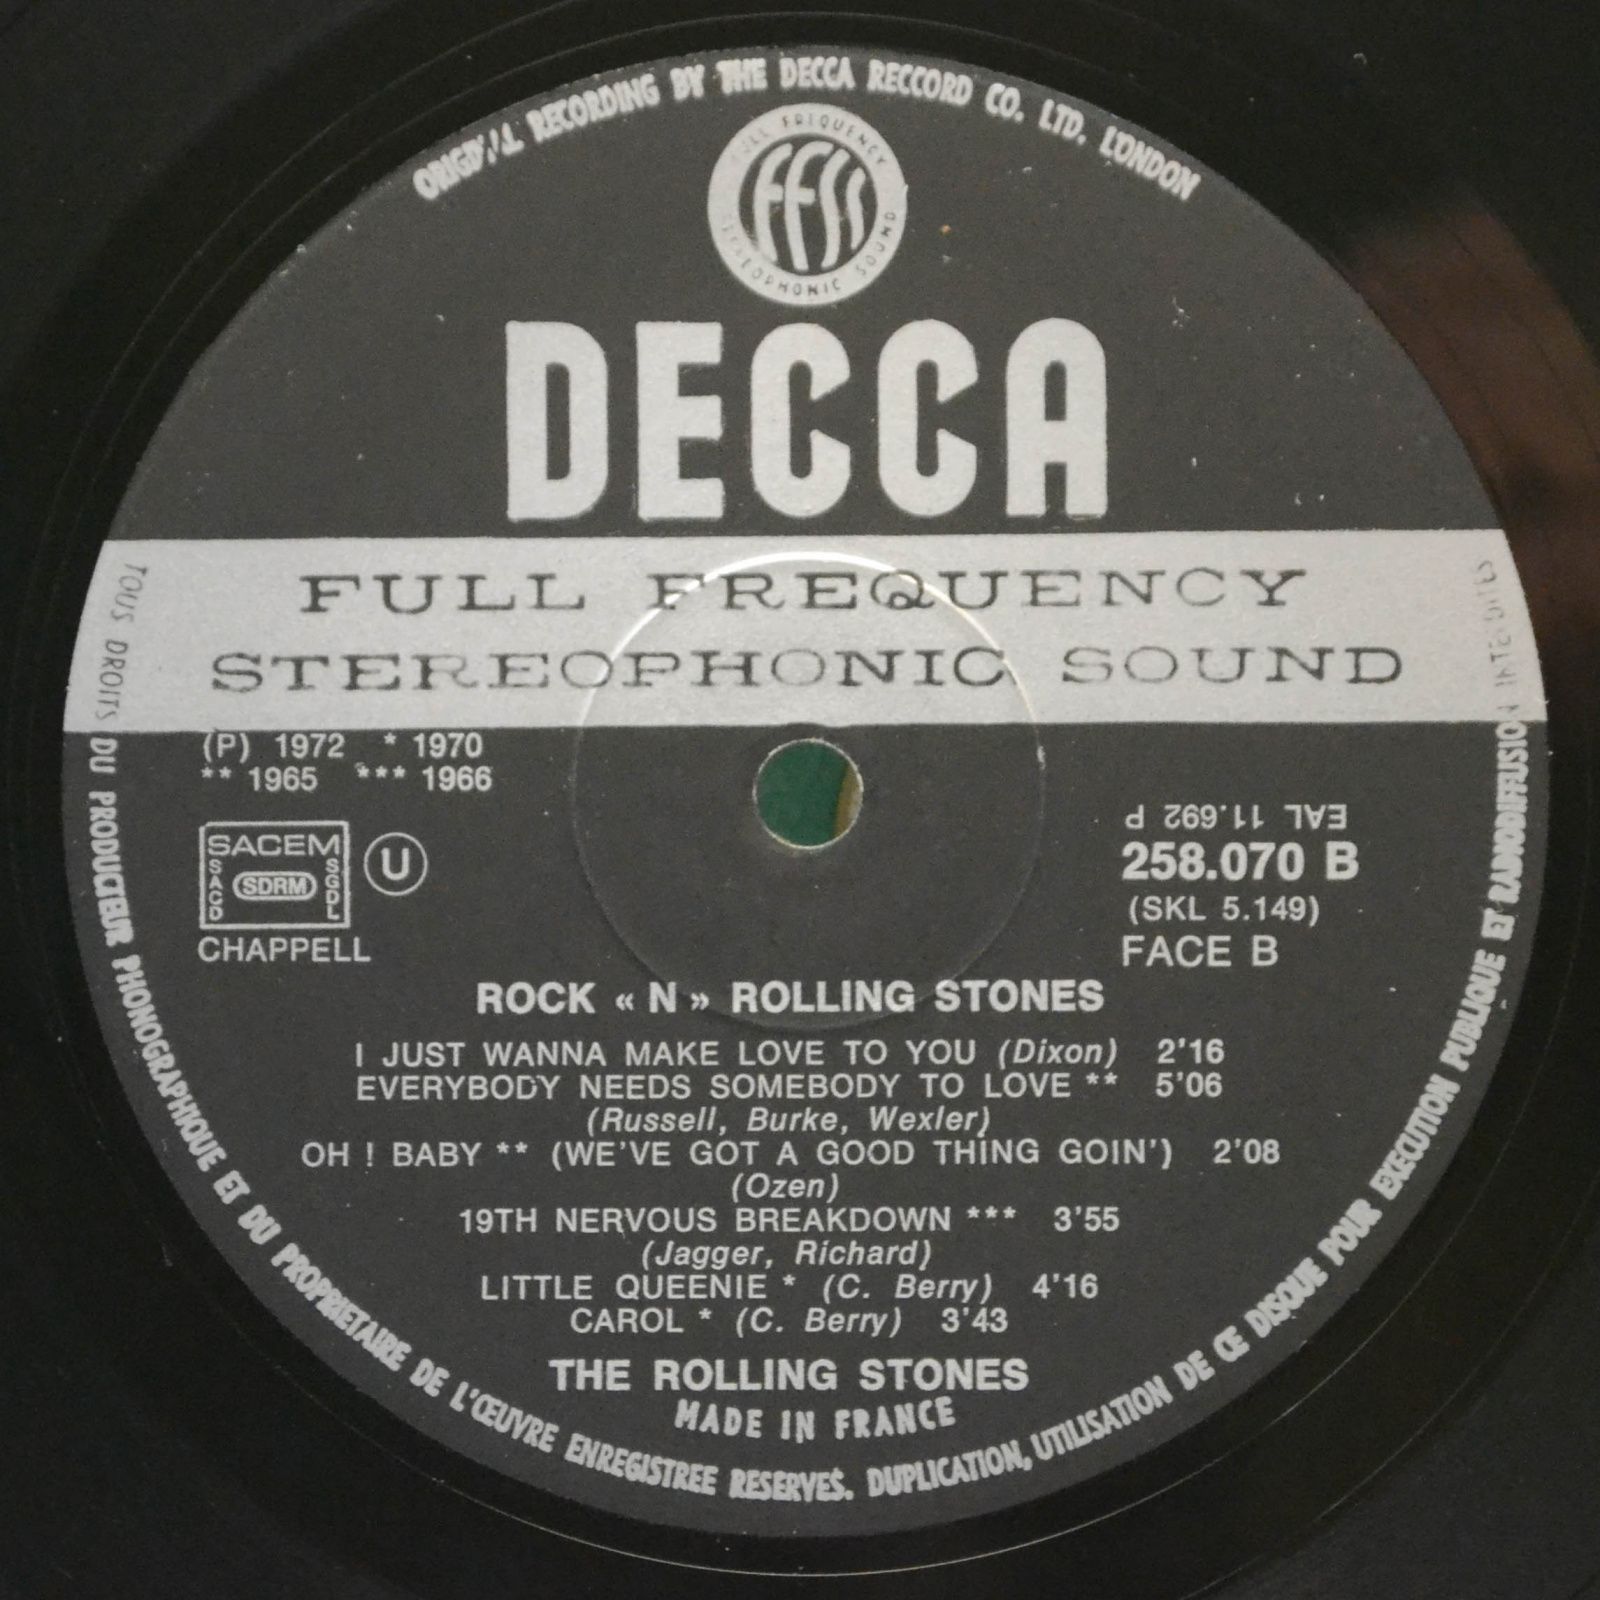 ORIGINAL RECORDING BY THE DECCA RECCORD CO. LTD. LONDON
FULL FREQUENCY
FFSS
STEREOPHONIC SOUND
DECCA
FULL FREQUENCY
STEREOPHONIC SOUND
(P) 1972 * 1970
** 1965 *** 1966
SACEM
SACD
SDRM
SGDL
U
CHAPPELL
EAL 11.692 P
258.070 B
(SKL 5.149)
FACE B
ROCK « N » ROLLING STONES
I JUST WANNA MAKE LOVE TO YOU (Dixon) 2'16
EVERYBODY NEEDS SOMEBODY TO LOVE ** 5'06
(Russell, Burke, Wexler)
OH ! BABY ** (WE'VE GOT A GOOD THING GOIN') 2'08
(Ozen)
19TH NERVOUS BREAKDOWN *** 3'55
(Jagger, Richard)
LITTLE QUEENIE * (C. Berry) 4'16
CAROL * (C. Berry) 3'43
THE ROLLING STONES
MADE IN FRANCE
TOUS DROITS DU PRODUCTEUR PHONOGRAPHIQUE ET DU PROPRIETAIRE DE L'ŒUVRE ENREGISTREE RESERVES. DUPLICATION, UTILISATION DE CE DISQUE POUR EXECUTION PUBLIQUE ET RADIODIFFUSION INTERDITES